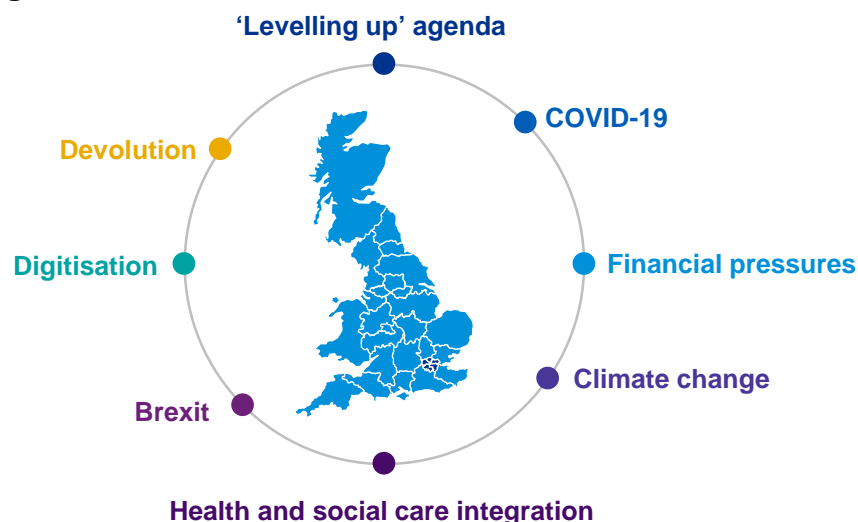 ‘Levelling up’ agenda
COVID-19
Devolution
Digitisation
Financial pressures
Climate change
Brexit
Health and social care integration